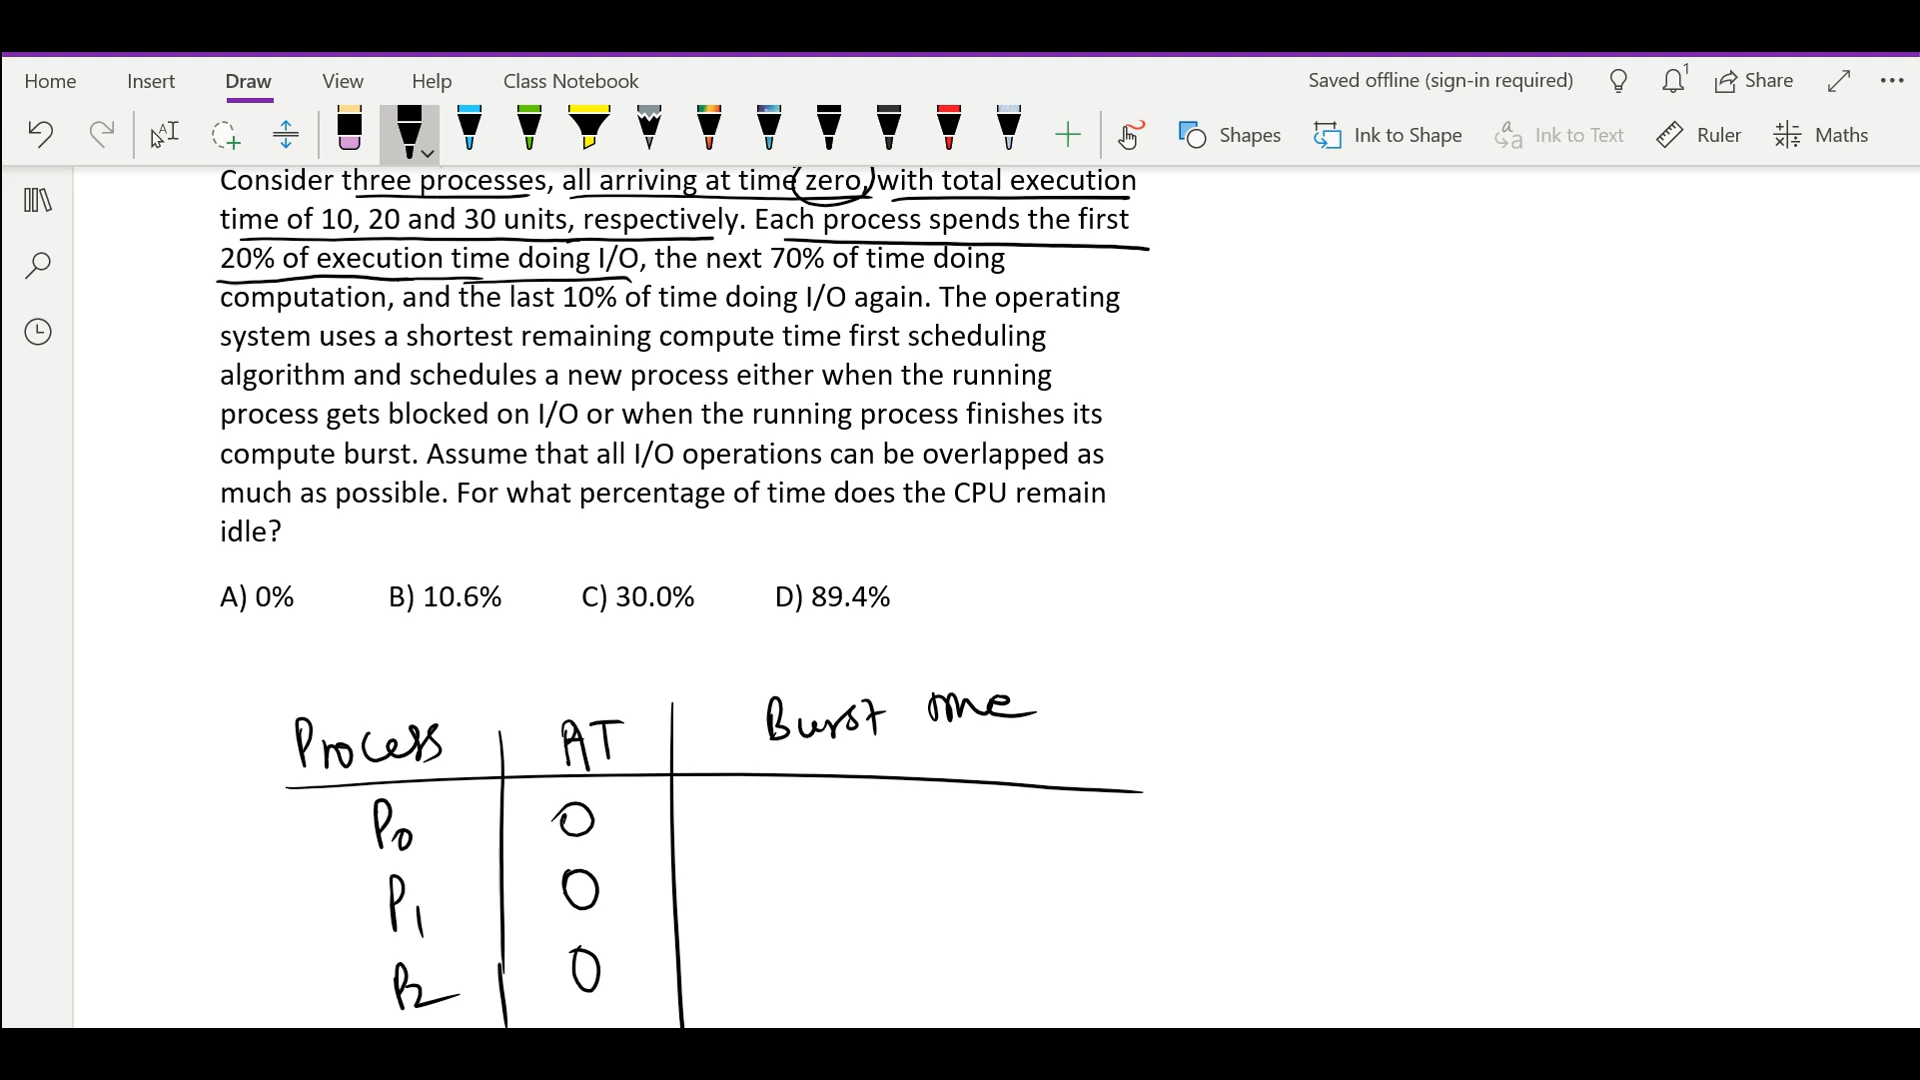 Home Insert Draw View Help Class Notebook Saved offline (sign-in required) 1 Share
Shapes Ink to Shape Ink to Text Ruler Maths
Consider three processes, all arriving at time zero, with total execution
time of 10, 20 and 30 units, respectively. Each process spends the first
20% of execution time doing I/O, the next 70% of time doing
computation, and the last 10% of time doing I/O again. The operating
system uses a shortest remaining compute time first scheduling
algorithm and schedules a new process either when the running
process gets blocked on I/O or when the running process finishes its
compute burst. Assume that all I/O operations can be overlapped as
much as possible. For what percentage of time does the CPU remain
idle?
A) 0% B) 10.6% C) 30.0% D) 89.4%
Process AT Burst time
P0 0
P1 0
P2 0